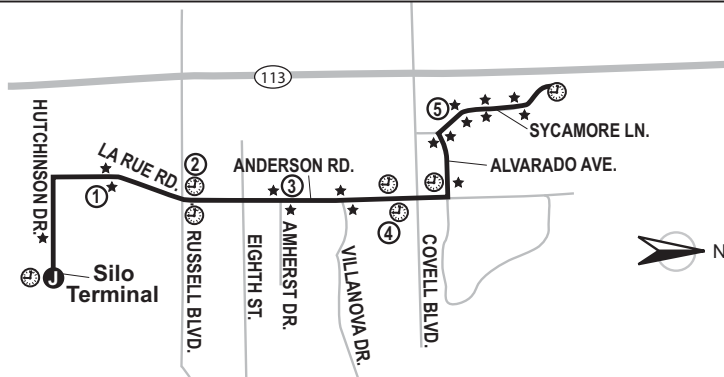 113
HUTCHINSON DR.
LA RUE RD.
2
ANDERSON RD.
5
SYCAMORE LN.
ALVARADO AVE.
1
3
4
RUSSELL BLVD.
EIGHTH ST.
AMHERST DR.
VILLANOVA DR.
COVELL BLVD.
N
J
Silo
Terminal